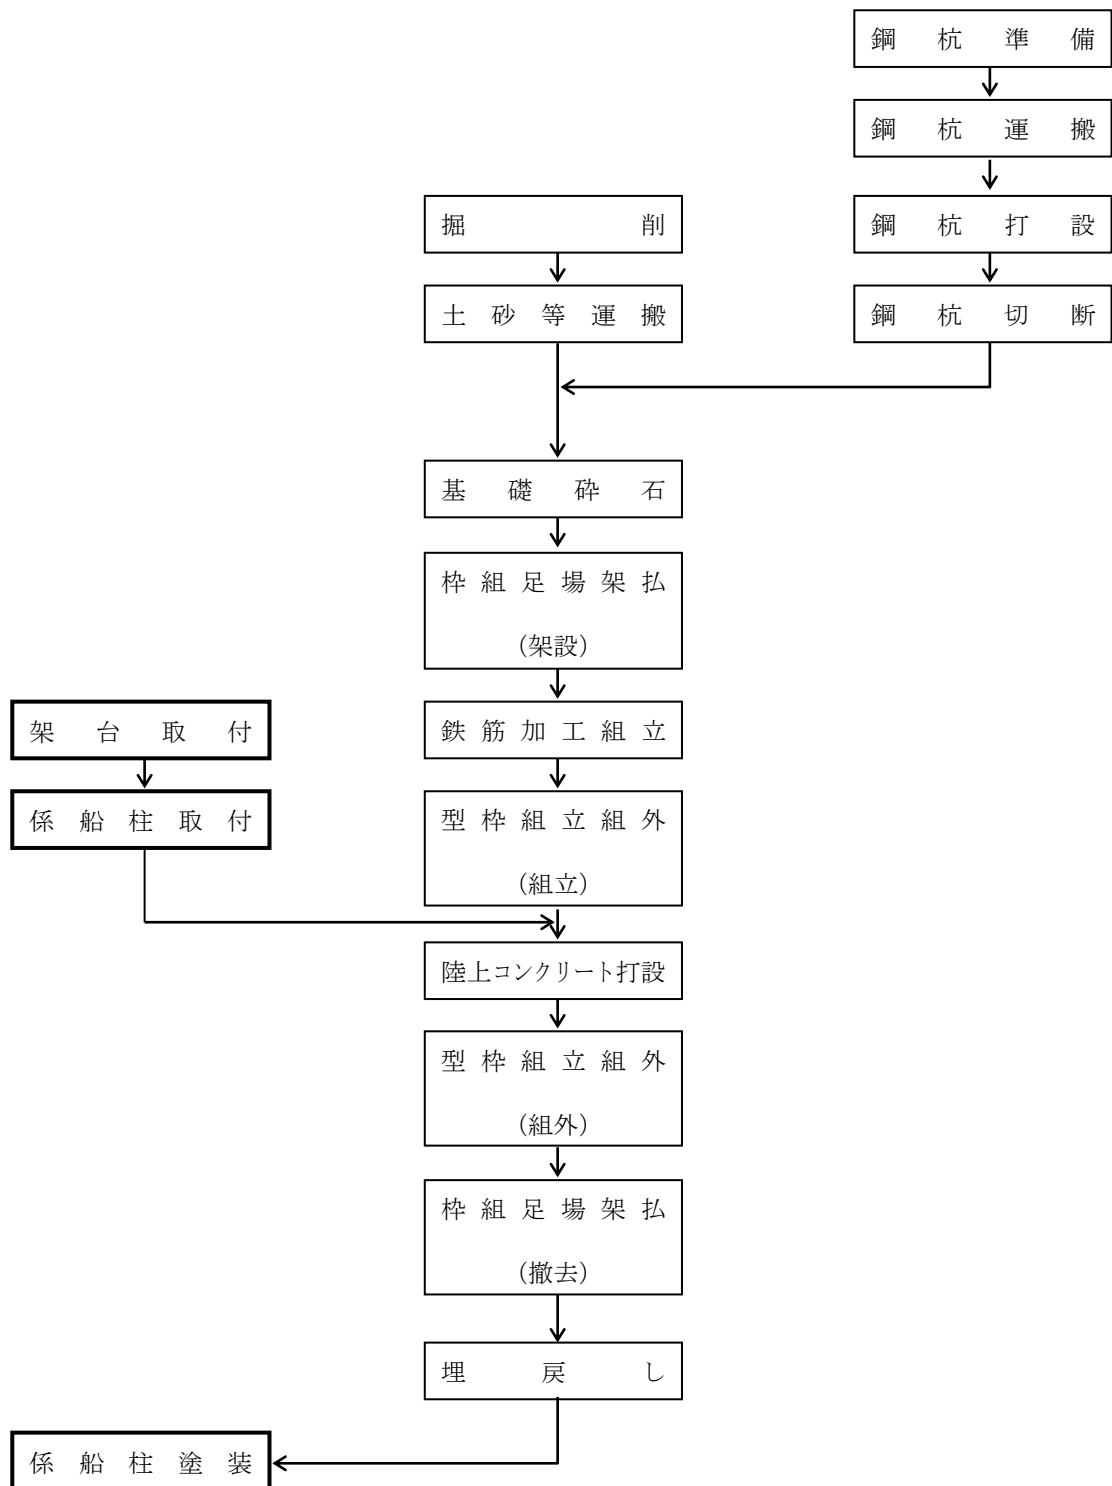 鋼杭準備
鋼杭運搬
掘削
鋼杭打設
土砂等運搬
鋼杭切断
基礎砕石
枠組足場架払
(架設)
架台取付
鉄筋加工組立
係船柱取付
型枠組立組外
(組立)
陸上コンクリート打設
型枠組立組外
(組外)
枠組足場架払
(撤去)
埋戻し
係船柱塗装